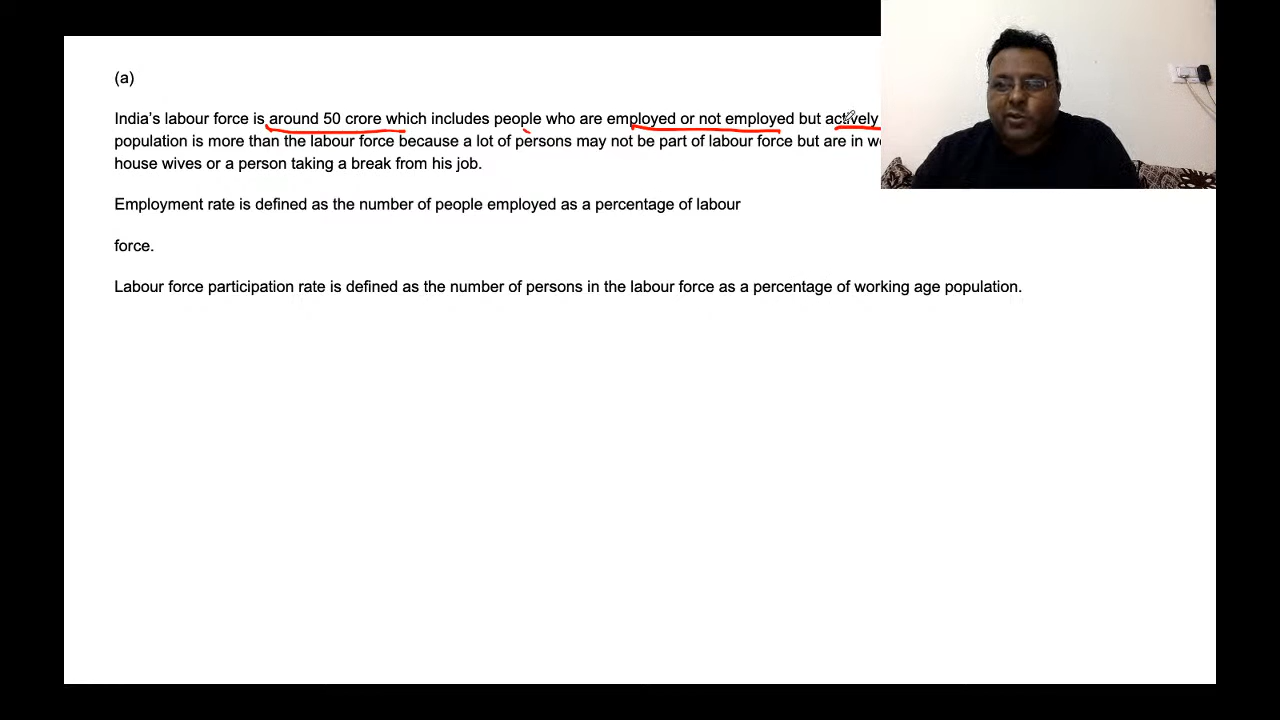 (a)
India's labour force is around 50 crore which includes people who are employed or not employed but actively
population is more than the labour force because a lot of persons may not be part of labour force but are in
house wives or a person taking a break from his job.
Employment rate is defined as the number of people employed as a percentage of labour
force.
Labour force participation rate is defined as the number of persons in the labour force as a percentage of working age population.